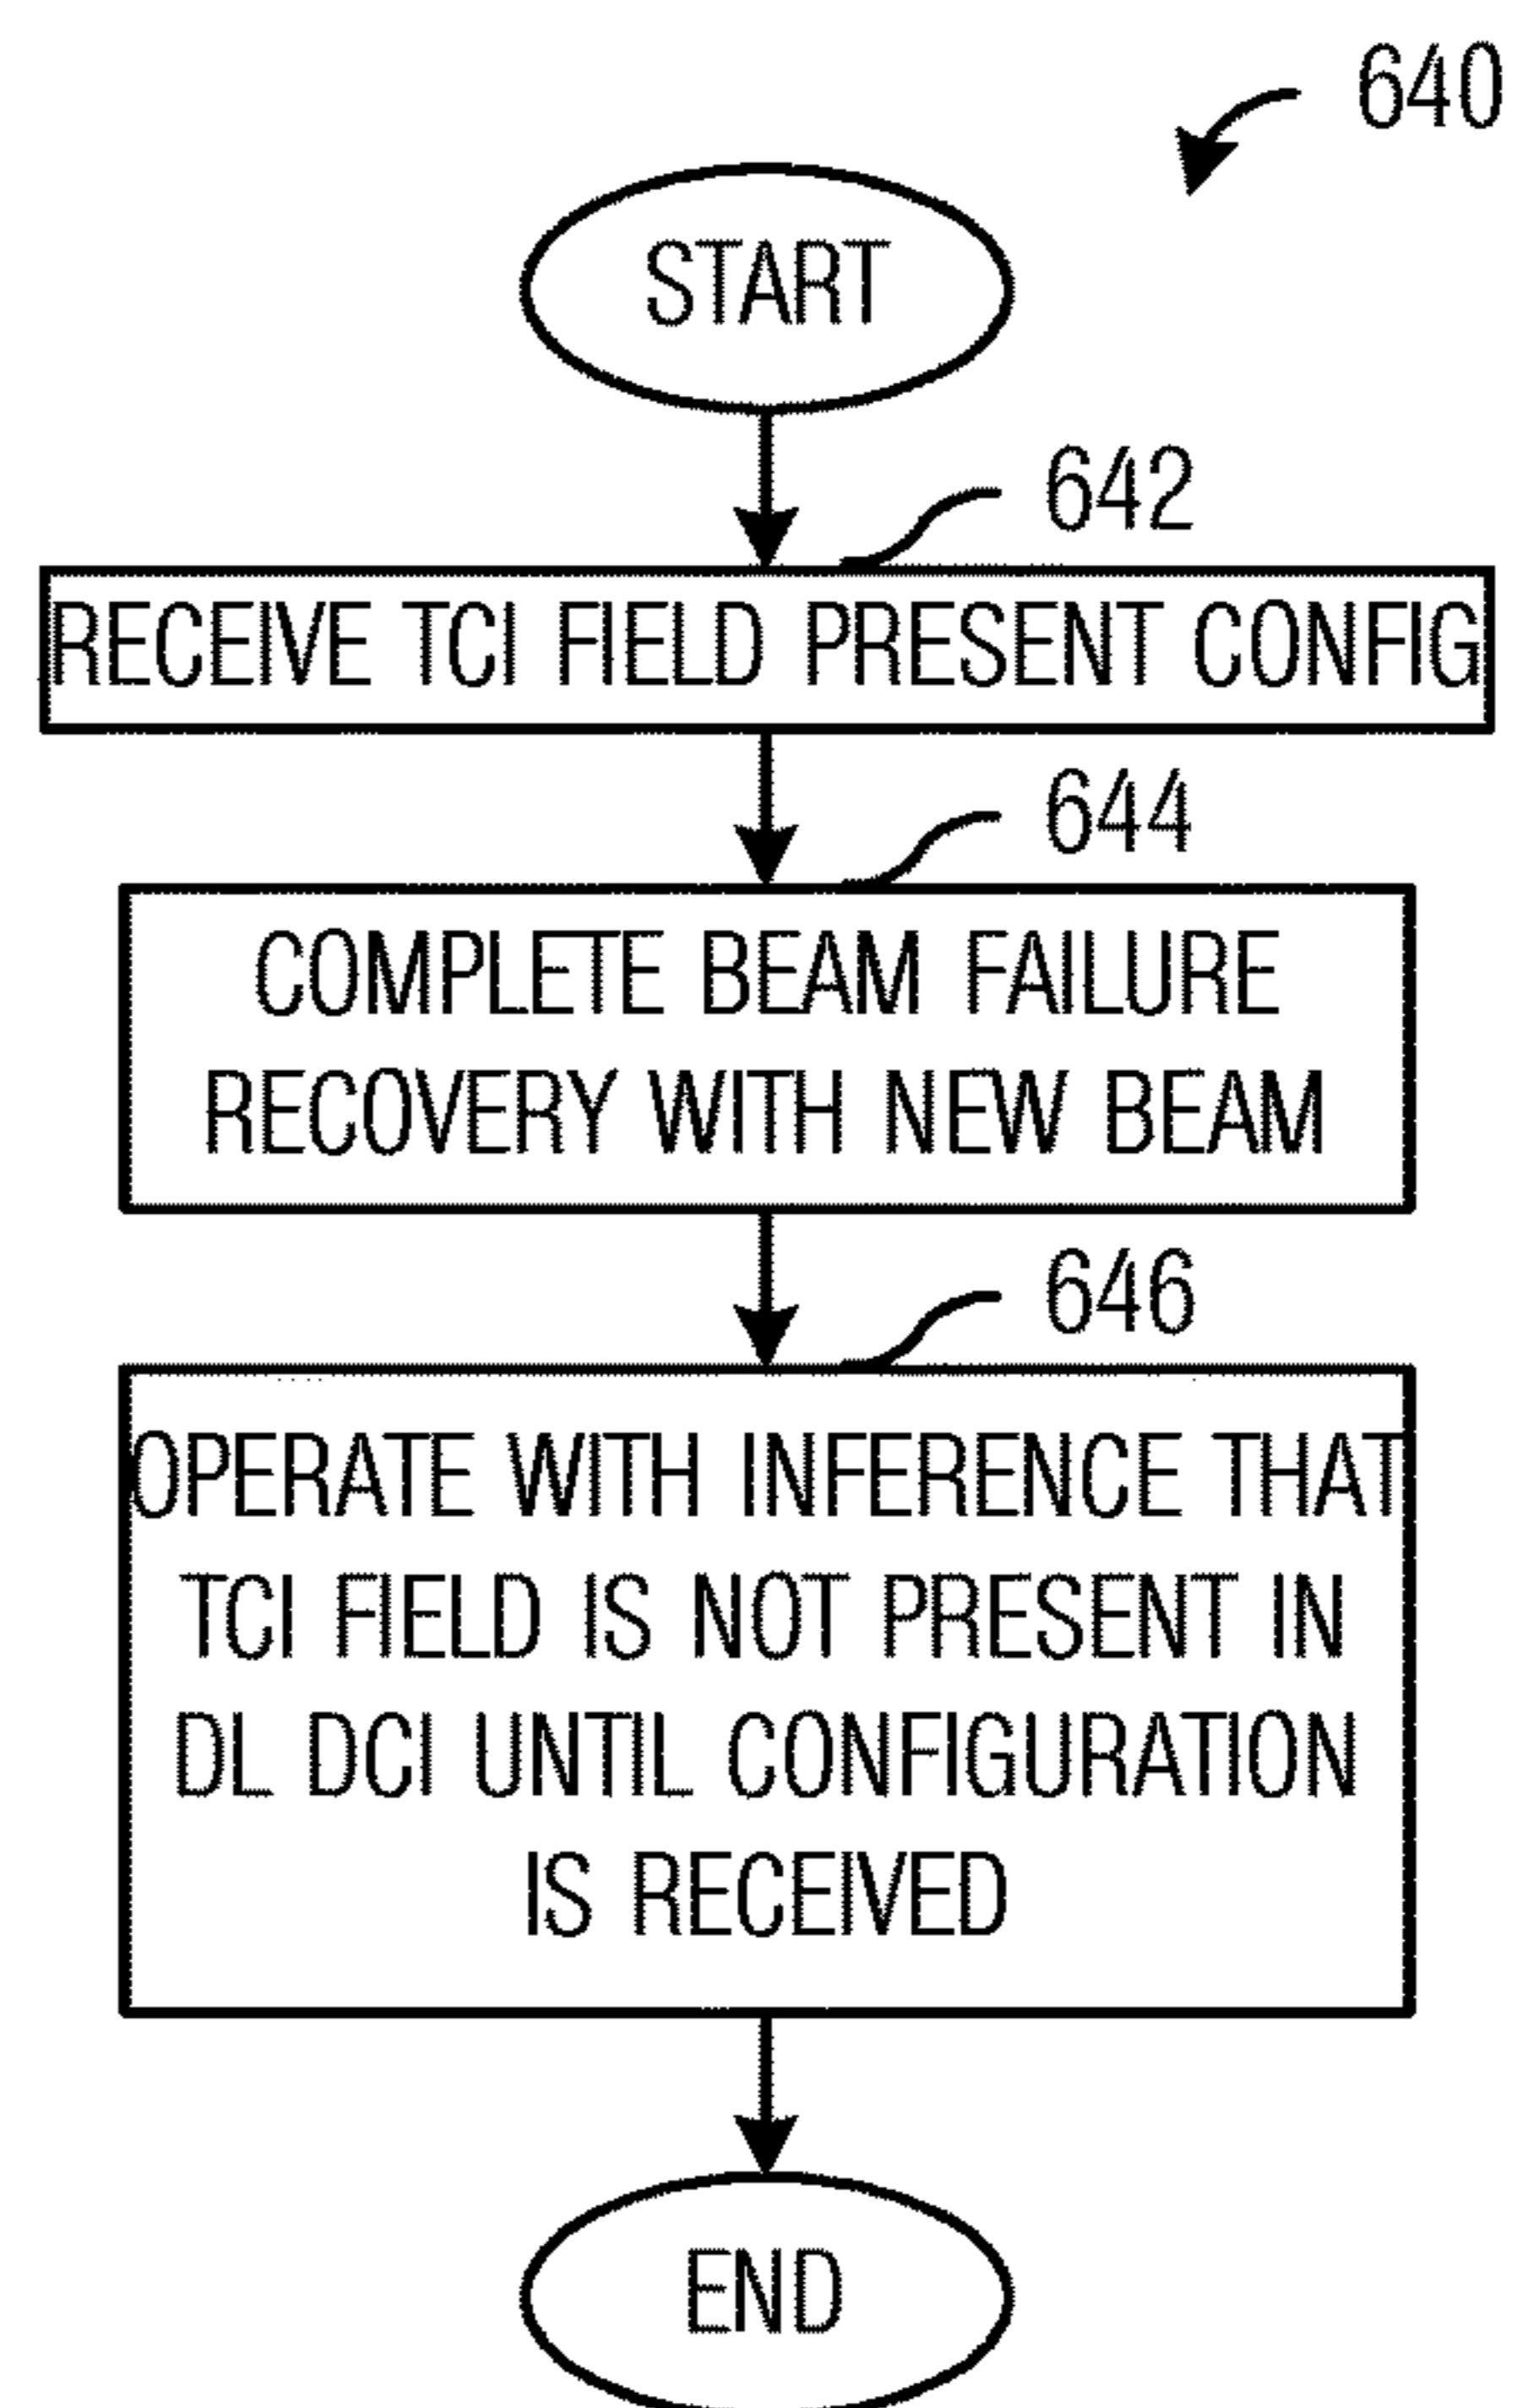 640
START
642
RECEIVE TCI FIELD PRESENT CONFIG
644
COMPLETE BEAM FAILURE
RECOVERY WITH NEW BEAM
646
OPERATE WITH INFERENCE THAT
TCI FIELD IS NOT PRESENT IN
DL DCI UNTIL CONFIGURATION
IS RECEIVED
END